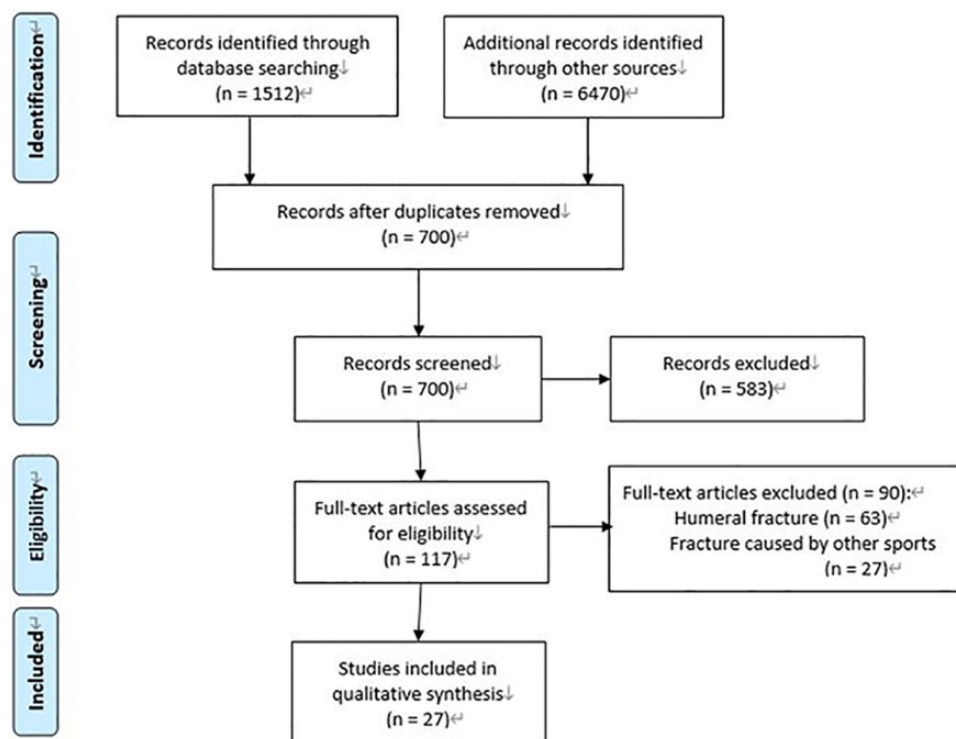 Identification↵
Records identified through
database searching↓
(n = 1512)↵
Additional records identified
through other sources↓
(n = 6470)↵
Records after duplicates removed↓
(n = 700)↵
Screening↵
Records screened↓
(n = 700)↵
Records excluded↓
(n = 583)↵
Eligibility↵
Full-text articles assessed
for eligibility↓
(n = 117)↵
Full-text articles excluded (n = 90):↵
Humeral fracture (n = 63)↵
Fracture caused by other sports
(n = 27)↵
Included↵
Studies included in
qualitative synthesis↓
(n = 27)↵